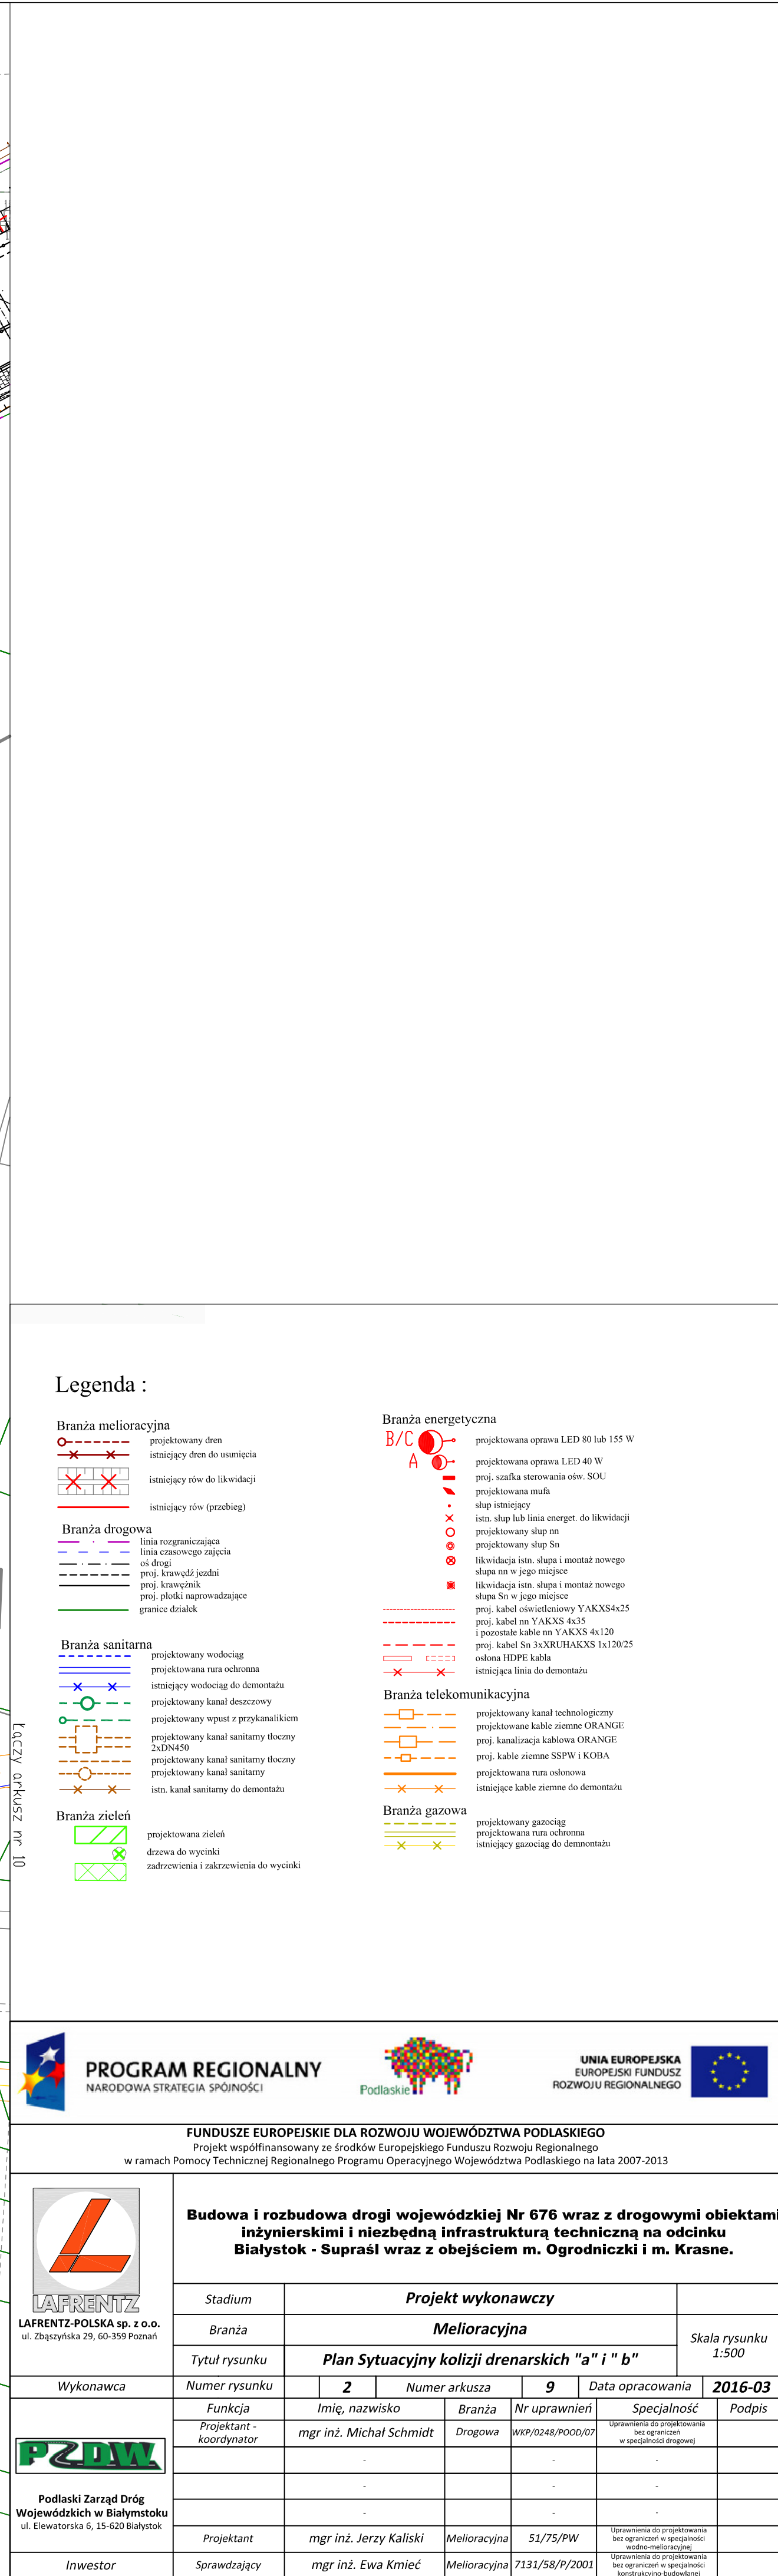 Legenda :
Branża melioracyjna
projektowany dren
istniejący dren do usunięcia
istniejący rów do likwidacji
istniejący rów (przebieg)
Branża drogowa
linia rozgraniczająca
linia czasowego zajęcia
oś drogi
proj. krawędź jezdni
proj. krawężnik
proj. płotki naprowadzające
granice działek
Branża sanitarna
projektowany wodociąg
projektowana rura ochronna
istniejący wodociąg do demontażu
projektowany kanał deszczowy
projektowany wpust z przykanalikiem
projektowany kanał sanitarny tłoczny
2xDN450
projektowany kanał sanitarny tłoczny
projektowany kanał sanitarny
istn. kanał sanitarny do demontażu
Branża zieleń
projektowana zieleń
drzewa do wycinki
zadrzewienia i zakrzewienia do wycinki
Branża energetyczna
B/C projektowana oprawa LED 80 lub 155 W
A projektowana oprawa LED 40 W
proj. szafka sterowania ośw. SOU
projektowana mufa
słup istniejący
istn. słup lub linia energet. do likwidacji
projektowany słup nn
projektowany słup Sn
likwidacja istn. słupa i montaż nowego
słupa nn w jego miejsce
likwidacja istn. słupa i montaż nowego
słupa Sn w jego miejsce
proj. kabel oświetleniowy YAKXS4x25
proj. kabel nn YAKXS 4x35
i pozostałe kable nn YAKXS 4x120
proj. kabel Sn 3xXRUHAKXS 1x120/25
osłona HDPE kabla
istniejąca linia do demontażu
Branża telekomunikacyjna
projektowany kanał technologiczny
projektowane kable ziemne ORANGE
proj. kanalizacja kablowa ORANGE
proj. kable ziemne SSPW i KOBA
projektowana rura osłonowa
istniejące kable ziemne do demontażu
Branża gazowa
projektowany gazociąg
projektowana rura ochronna
istniejący gazociąg do demnontażu
Łączy arkusz nr 10
PROGRAM REGIONALNY
NARODOWA STRATEGIA SPÓJNOŚCI
Podlaskie
UNIA EUROPEJSKA
EUROPEJSKI FUNDUSZ
ROZWOJU REGIONALNEGO
FUNDUSZE EUROPEJSKIE DLA ROZWOJU WOJEWÓDZTWA PODLASKIEGO
Projekt współfinansowany ze środków Europejskiego Funduszu Rozwoju Regionalnego
w ramach Pomocy Technicznej Regionalnego Programu Operacyjnego Województwa Podlaskiego na lata 2007-2013
LAFRENTZ
LAFRENTZ-POLSKA sp. z o.o.
ul. Zbąszyńska 29, 60-359 Poznań
Wykonawca
Budowa i rozbudowa drogi wojewódzkiej Nr 676 wraz z drogowymi obiektami
inżynierskimi i niezbędną infrastrukturą techniczną na odcinku
Białystok - Supraśl wraz z obejściem m. Ogrodniczki i m. Krasne.
Stadium Projekt wykonawczy
Branża Melioracyjna
Skala rysunku
1:500
Tytuł rysunku Plan Sytuacyjny kolizji drenarskich "a" i " b"
Numer rysunku 2 Numer arkusza 9 Data opracowania 2016-03
Funkcja Imię, nazwisko Branża Nr uprawnień Specjalność Podpis
Projektant -
koordynator
mgr inż. Michał Schmidt Drogowa WKP/0248/POOD/07
Uprawnienia do projektowania
bez ograniczeń
w specjalności drogowej
- - -
- - -
- - -
PZDW
Podlaski Zarząd Dróg
Wojewódzkich w Białymstoku
ul. Elewatorska 6, 15-620 Białystok
Projektant mgr inż. Jerzy Kaliski Melioracyjna 51/75/PW
Uprawnienia do projektowania
bez ograniczeń w specjalności
wodno-melioracyjnej
Inwestor
Sprawdzający mgr inż. Ewa Kmieć Melioracyjna 7131/58/P/2001
Uprawnienia do projektowania
bez ograniczeń w specjalności
konstrukcyjno-budowlanej